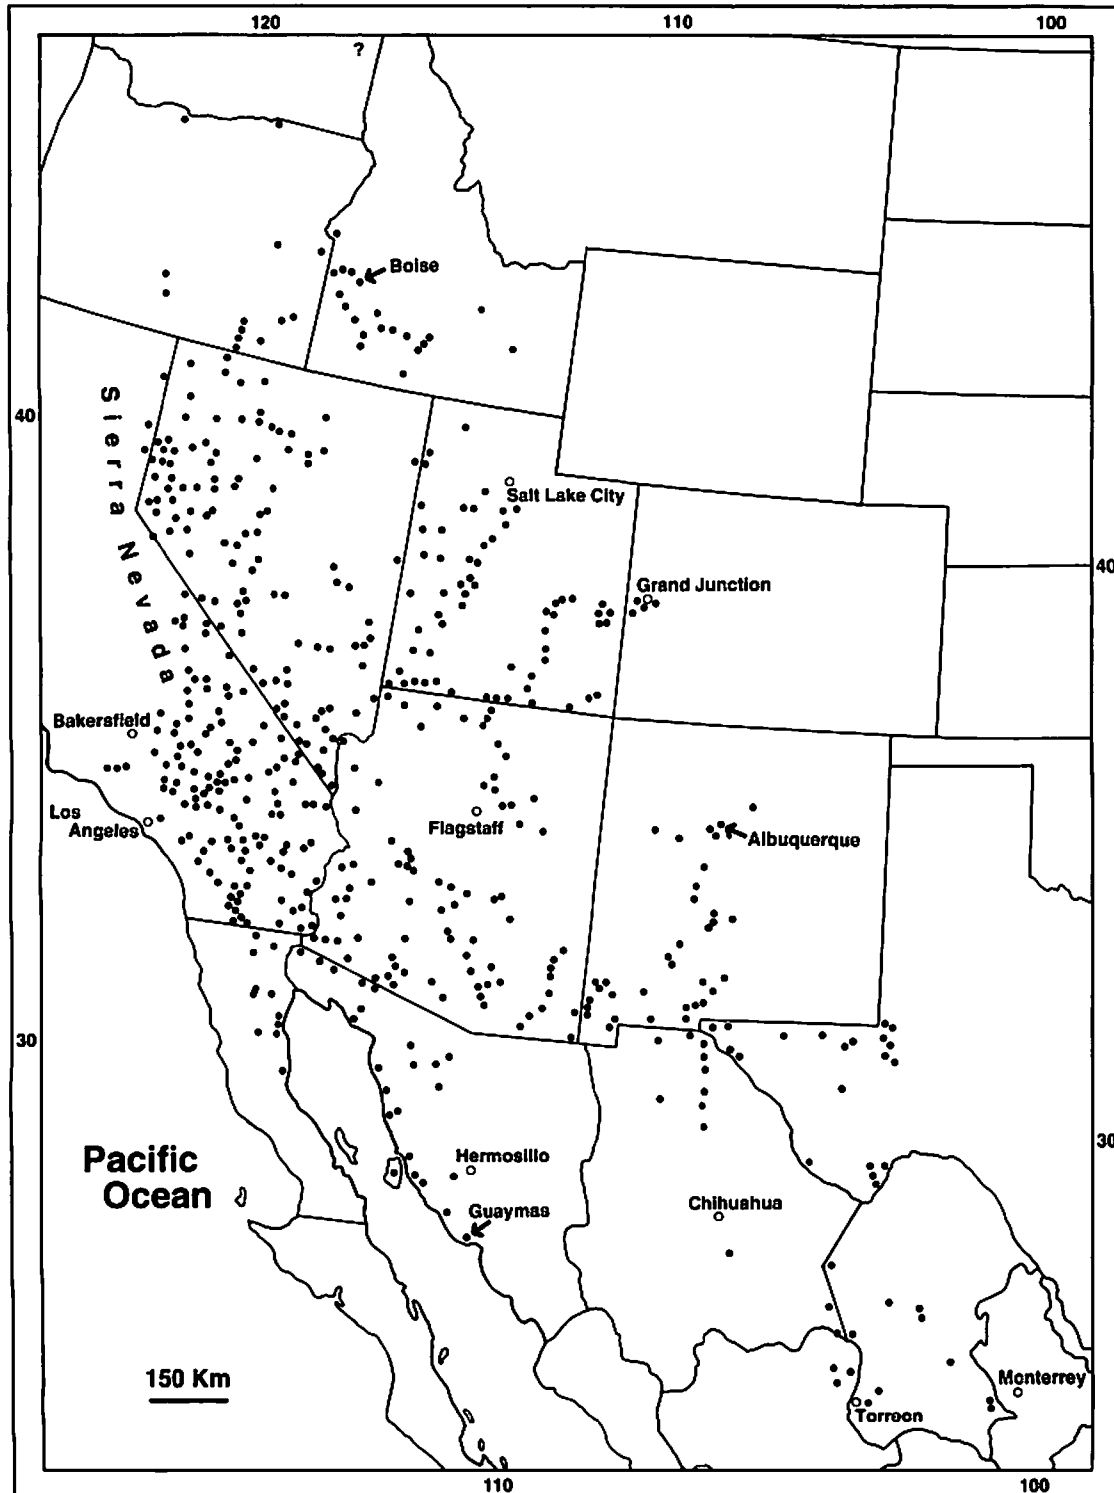 120 110 100
?
Boise
40
Sierra Nevada
Salt Lake City
40
Grand Junction
Bakersfield
Los
Angeles
Flagstaff
Albuquerque
30
30
Pacific
Ocean
Hermosillo
Guaymas
Chihuahua
150 Km
Monterrey
Torreon
110 100